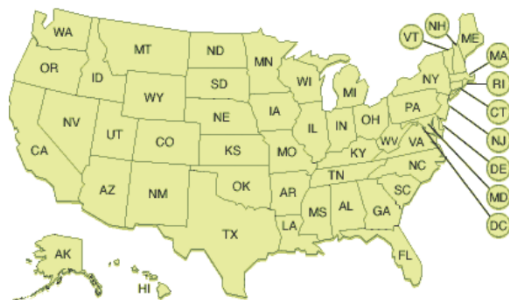 NH
VT
ME
WA
MT
ND
MN
MA
OR
ID
SD
WI
NY
RI
WY
MI
CT
IA
PA
NE
NV
UT
CO
IL
IN
OH
NJ
CA
KS
MO
KY
WV
VA
DE
AZ
NM
OK
AR
TN
NC
MD
SC
MS
AL
GA
DC
TX
LA
FL
AK
HI